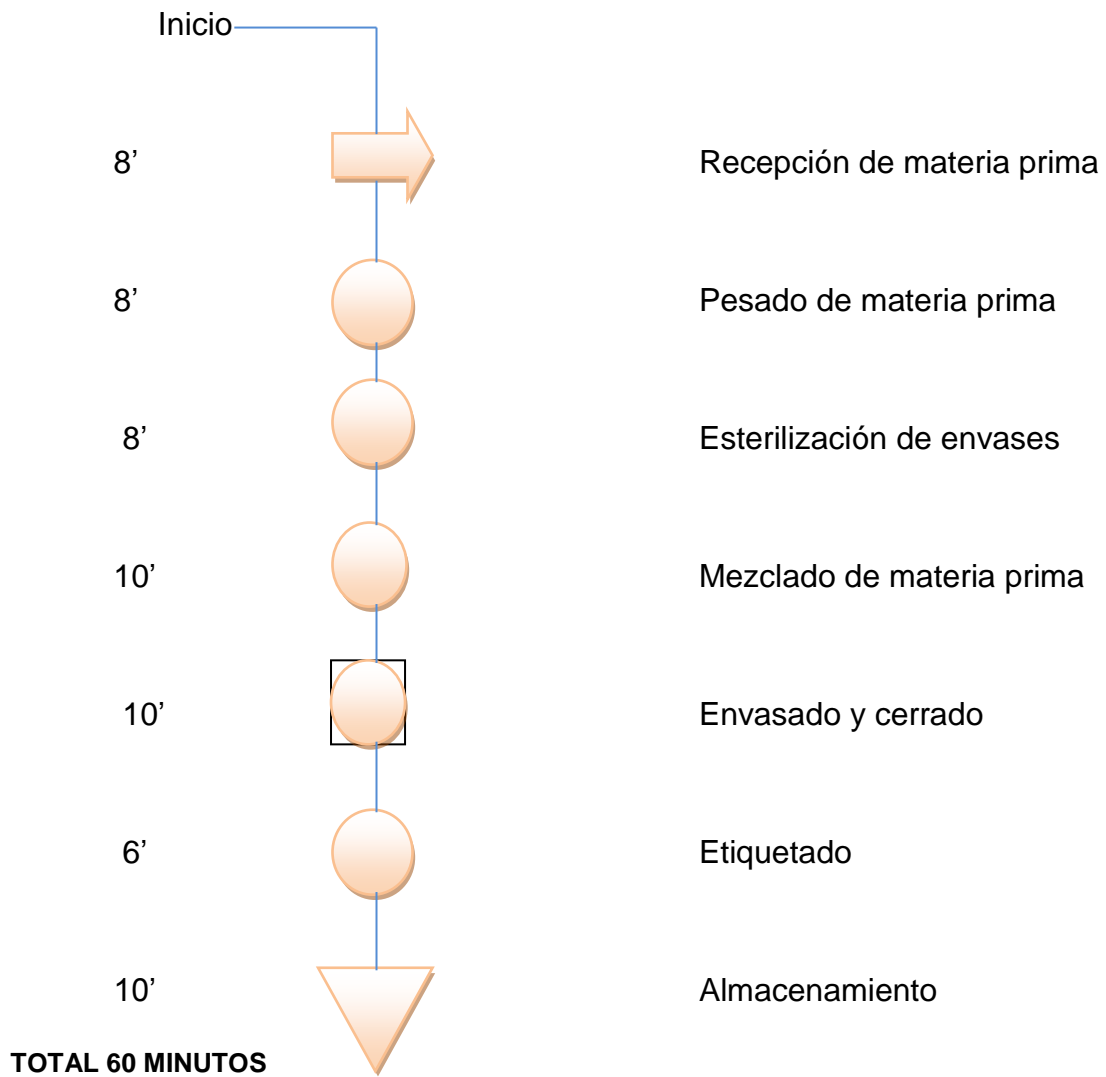 Inicio
8’ Recepción de materia prima
8’ Pesado de materia prima
8’ Esterilización de envases
10’ Mezclado de materia prima
10’ Envasado y cerrado
6’ Etiquetado
10’ Almacenamiento
TOTAL 60 MINUTOS